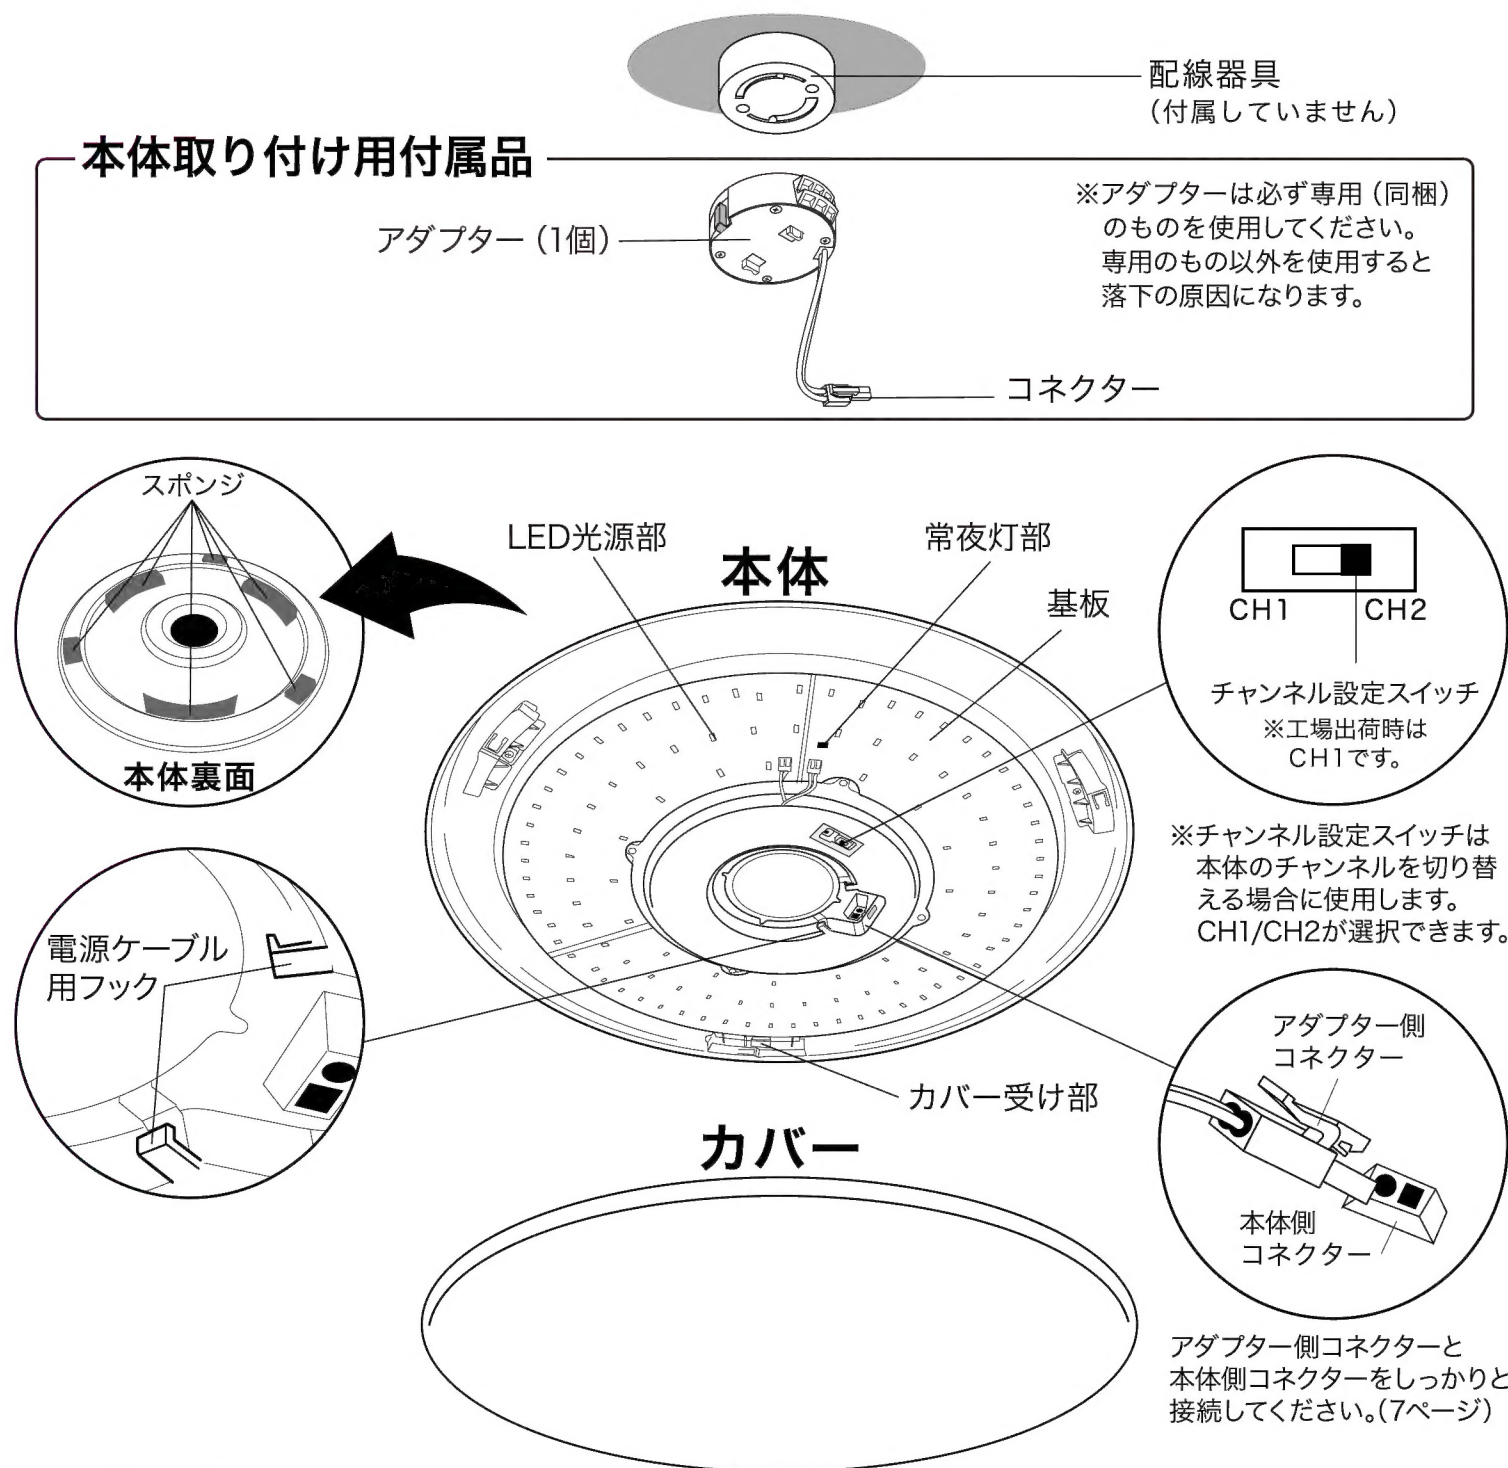 配線器具
(付属していません)
本体取り付け用付属品
アダプター(1個)
※アダプターは必ず専用(同梱)
のものを使用してください。
専用のもの以外を使用すると
落下の原因になります。
コネクター
スポンジ
本体裏面
LED光源部
本体
常夜灯部
基板
CH1 CH2
チャンネル設定スイッチ
※工場出荷時は
CH1です。
※チャンネル設定スイッチは
本体のチャンネルを切り替
える場合に使用します。
CH1/CH2が選択できます。
電源ケーブル
用フック
カバー受け部
アダプター側
コネクター
本体側
コネクター
アダプター側コネクターと
本体側コネクターをしっかりと
接続してください。(7ページ)
カバー